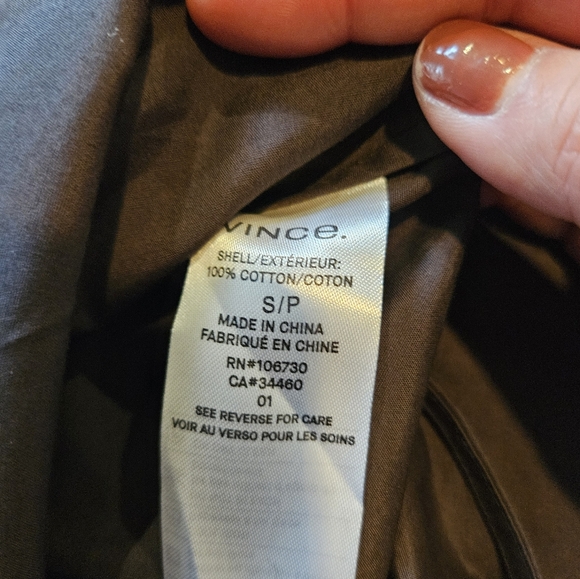 VINCE.
SHELL/EXTÉRIEUR:
100% COTTON/COTON
S/P
MADE IN CHINA
FABRIQUÉ EN CHINE
RN#106730
CA#34460
01
SEE REVERSE FOR CARE
VOIR AU VERSO POUR LES SOINS